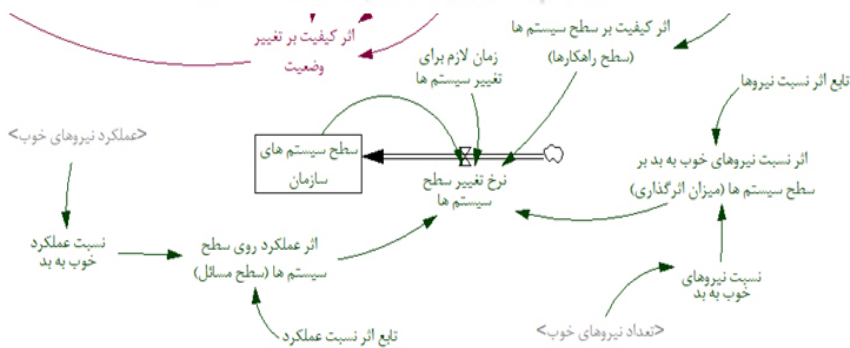 اثر کیفیت بر تغییر
وضعیت
اثر کیفیت بر سطح سیستم ها
(سطح راهکارها)
زمان لازم برای
تغییر سیستم ها
تابع اثر نسبت نیروها
<عملکرد نیروهای خوب>
سطح سیستم های
سازمان
نرخ تغییر سطح
سیستم ها
اثر نسبت نیروهای خوب به بد بر
سطح سیستم ها (میزان اثرگذاری)
نسبت عملکرد
خوب به بد
اثر عملکرد روی سطح
سیستم ها (سطح مسائل)
نسبت نیروهای
خوب به بد
تابع اثر نسبت عملکرد
<تعداد نیروهای خوب>